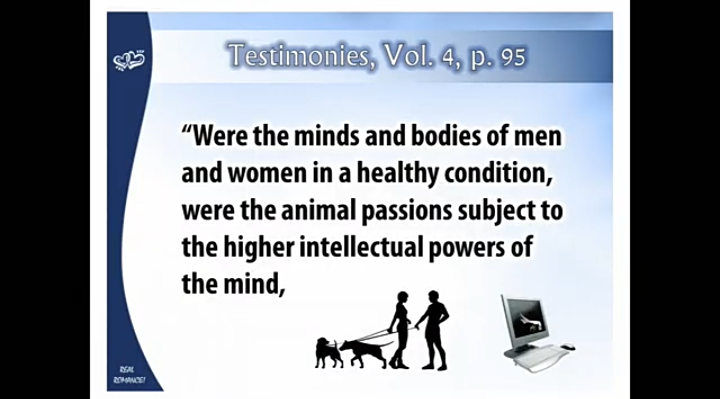 Testimonies, Vol. 4, p. 95
“Were the minds and bodies of men
and women in a healthy condition,
were the animal passions subject to
the higher intellectual powers of
the mind,
REAL
ROMANCE!